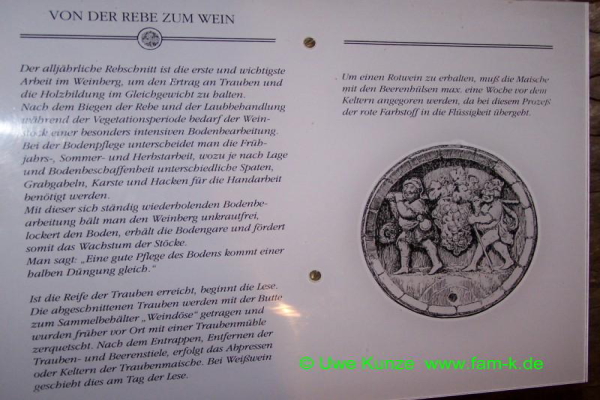 VON DER REBE ZUM WEIN
Der alljährliche Rebschnitt ist die erste und wichtigste
Arbeit im Weinberg, um den Ertrag an Trauben und
die Holzbildung im Gleichgewicht zu halten.
Nach dem Biegen der Rebe und der Laubbehandlung
während der Vegetationsperiode bedarf der Wein-
stock einer besonders intensiven Bodenbearbeitung.
Bei der Bodenpflege unterscheidet man die Früh-
jahrs-, Sommer- und Herbstarbeit, wozu je nach Lage
und Bodenbeschaffenheit unterschiedliche Spaten,
Grabgabeln, Karste und Hacken für die Handarbeit
benötigt werden.
Mit dieser sich ständig wiederholenden Bodenbe-
arbeitung hält man den Weinberg unkrautfrei,
lockert den Boden, erhält die Bodengare und fördert
somit das Wachstum der Stöcke.
Man sagt: „Eine gute Pflege des Bodens kommt einer
halben Düngung gleich.“
Ist die Reife der Trauben erreicht, beginnt die Lese.
Die abgeschnittenen Trauben werden mit der Butte
zum Sammelbehälter „Weindöse“ getragen und
wurden früher vor Ort mit einer Traubenmühle
zerquetscht. Nach dem Entrappen, Entfernen der
Trauben- und Beerenstiele, erfolgt das Abpressen
oder Keltern der Traubenmaische. Bei Weißwein
geschieht dies am Tag der Lese.
Um einen Rotwein zu erhalten, muß die Maische
mit den Beerenhülsen max. eine Woche vor dem
Keltern angegoren werden, da bei diesem Prozeß
der rote Farbstoff in die Flüssigkeit übergeht.
© Uwe Kunze www.fam-k.de